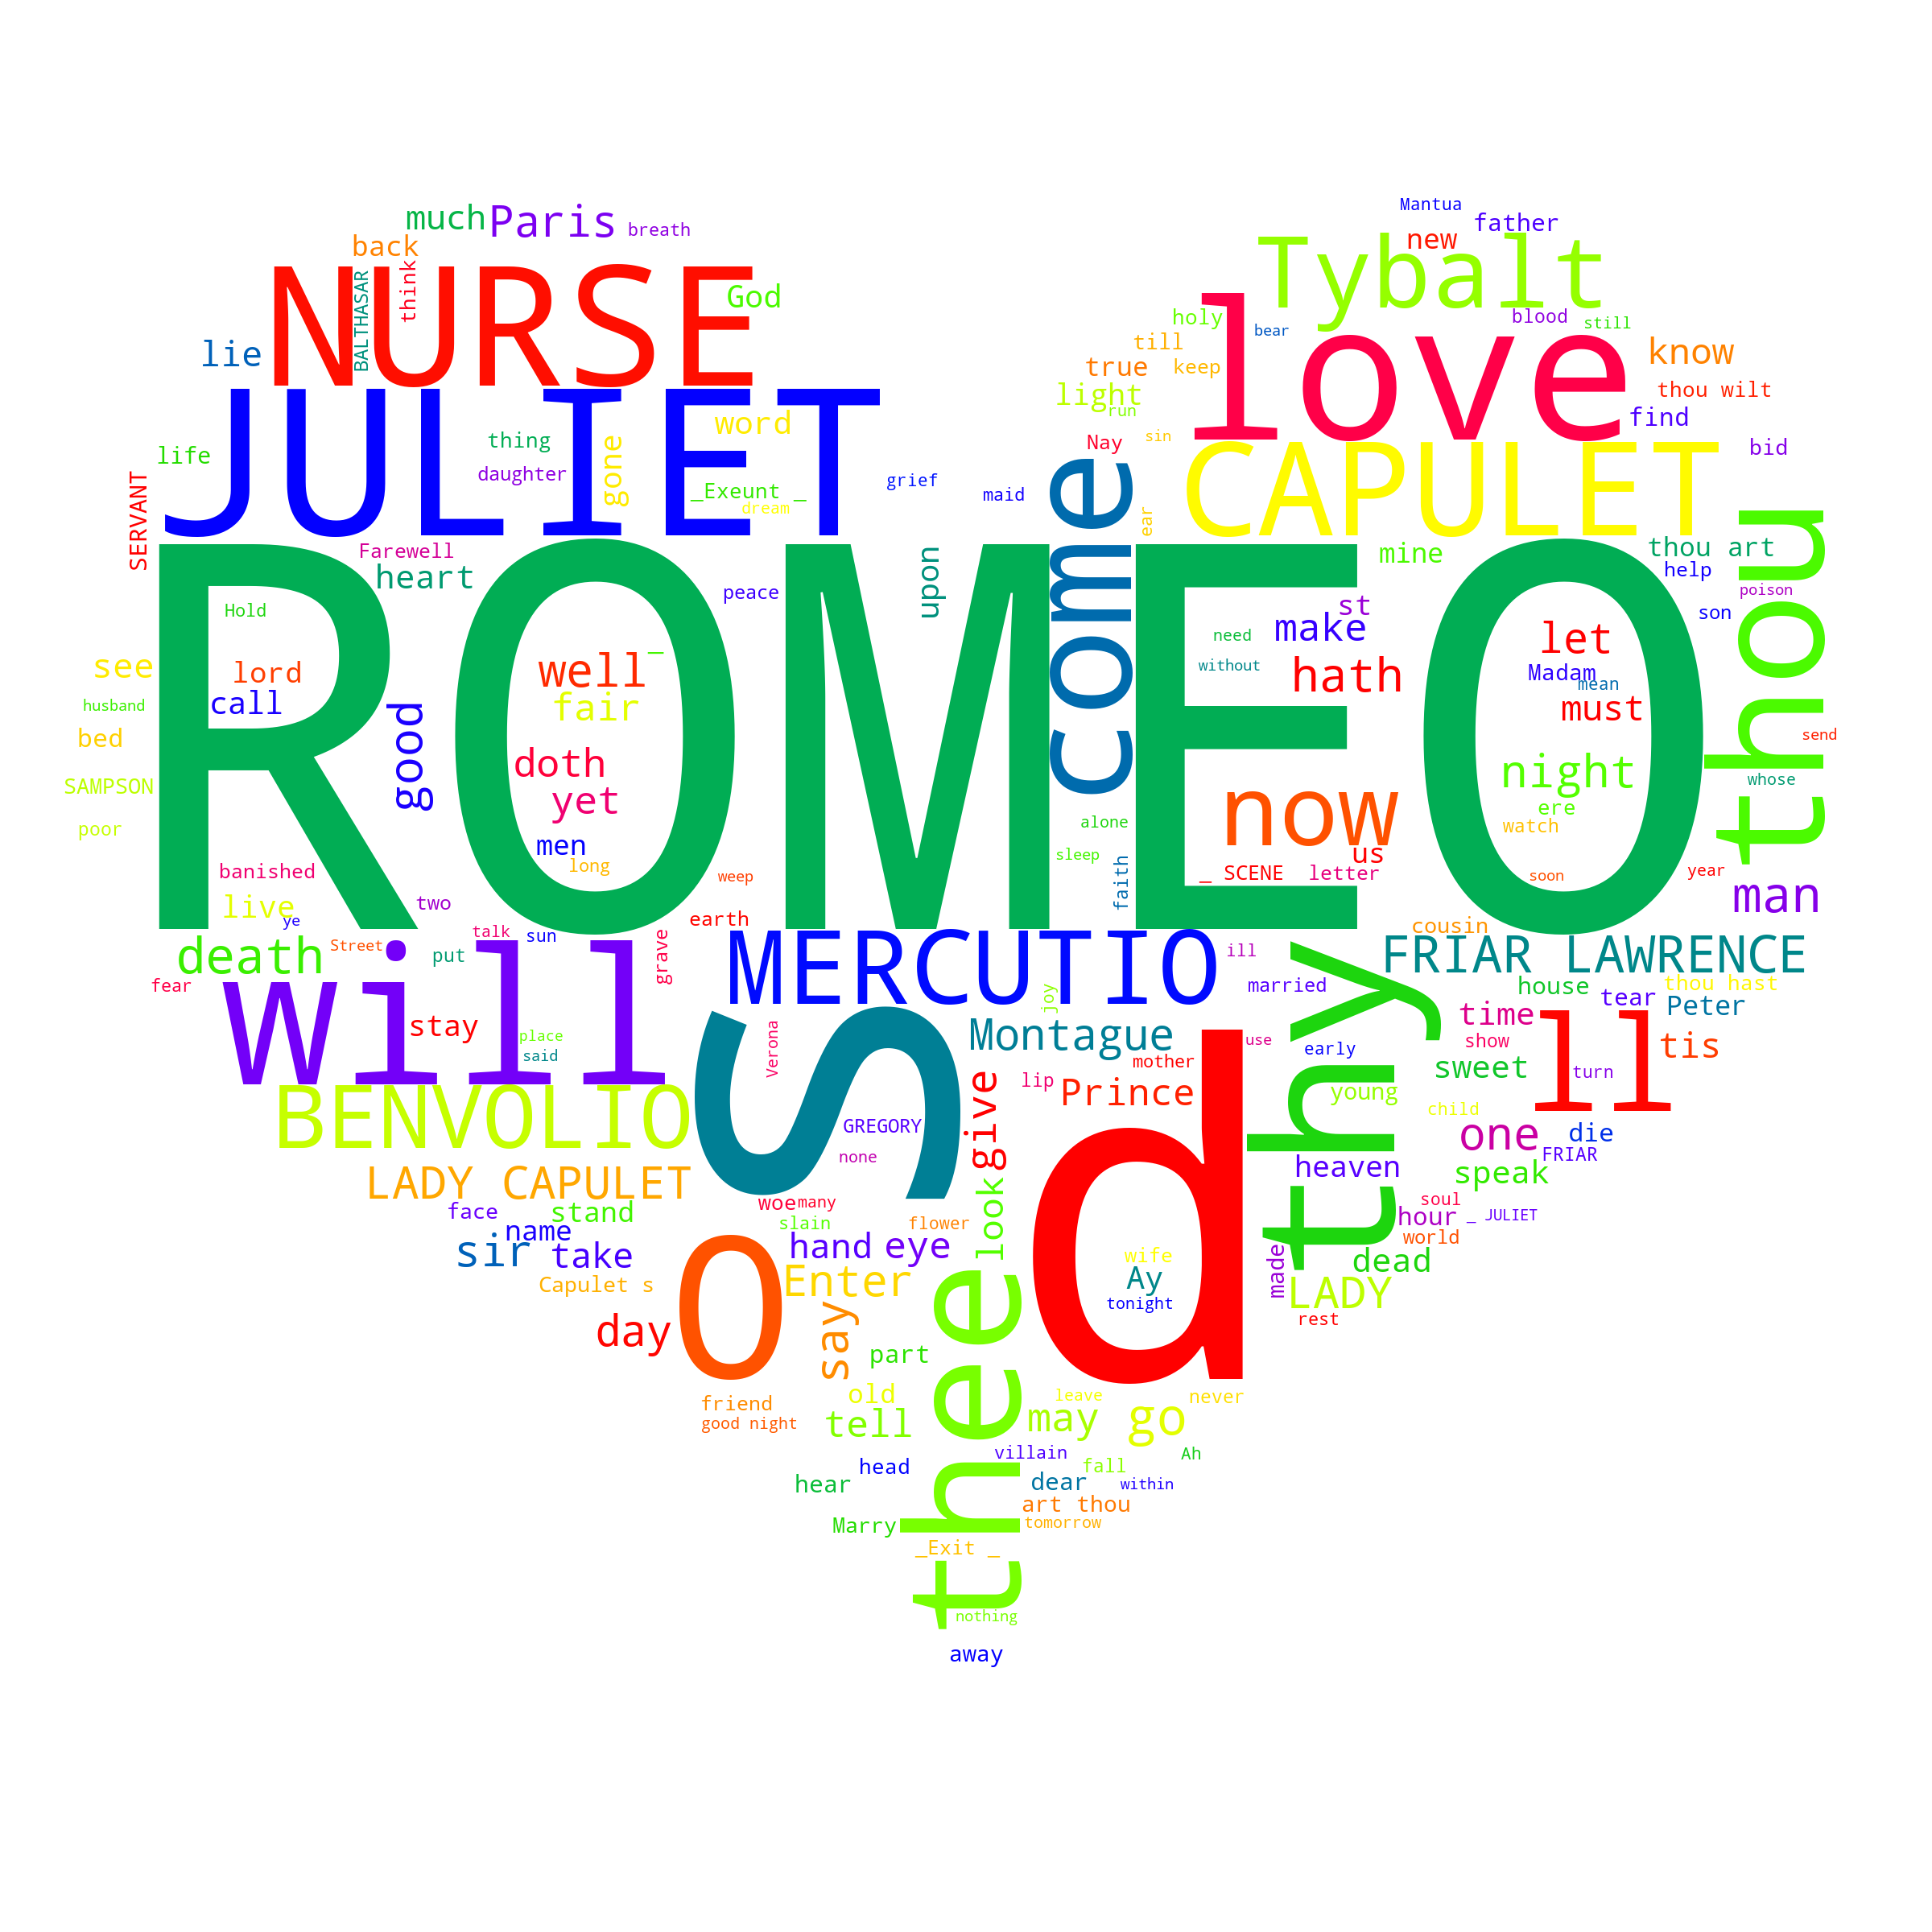 Mantua
much Paris
father
breath
new
back
Tybalt
NURSE
BALTHASAR
think
God
holy
blood
still
bear
love
lie
till
know
true
keep
thou wilt
JULIET
light
run
find
word
thing
gone
Nay
sin
CAPULET
bid
life
daughter
grief
SERVANT
_Exeunt _
maid
dream
come
ear
thou
Farewell
mine
thou art
heart
upon
help
peace
poison
ROMEO
Hold
st
son
make
need
let
see
well
_
without
lord
hath
Madam
mean
call
fair
must
husband
good
bed
send
doth
night
SAMPSON
yet
whose
now
ere
poor
alone
watch
men
us
sleep
long
banished
weep
faith
_ SCENE
letter
soon
year
man
live
two
ye
earth
cousin
talk
sun
death
Street
put
grave
MERCUTIO
ill
thy
FRIAR LAWRENCE
fear
will
joy
married
house
thou hast
tear
Peter
stay
S
Verona
Montague
time
ll
place
said
use
early
show
tis
mother
sweet
turn
BENVOLIO
give
lip
Prince
d
young
child
GREGORY
one
die
none
FRIAR
LADY CAPULET
heaven
speak
woe
many
look
soul
face
stand
slain
flower
hour
_ JULIET
name
world
sir
take
hand
eye
wife
made
dead
O
Ay
Capulet s
Enter
thee
tonight
LADY
rest
day
say
part
old
leave
never
friend
good night
tell
may
go
villain
Ah
head
fall
hear
dear
within
art thou
Marry
tomorrow
_Exit _
nothing
away